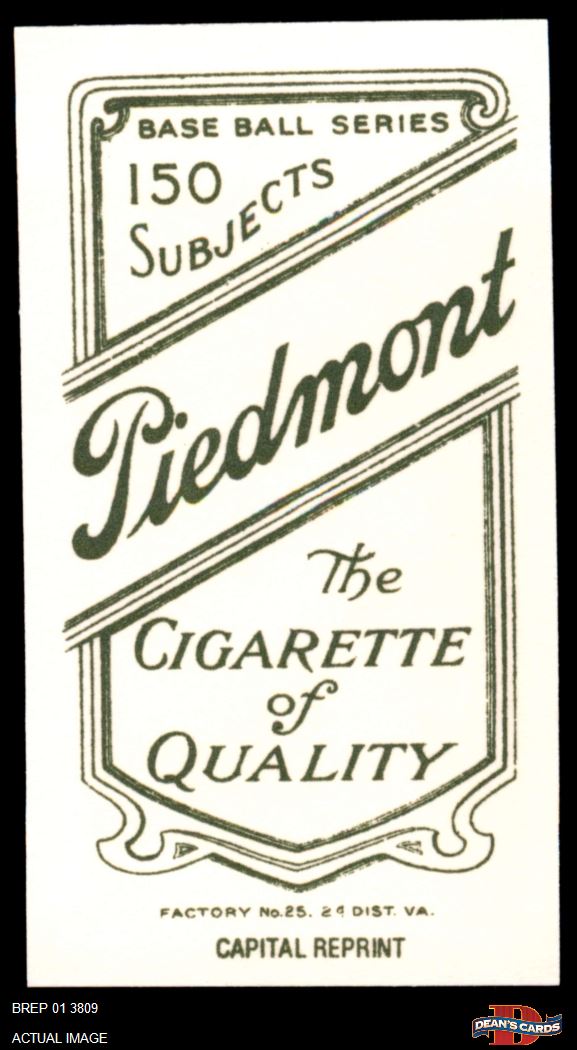 BASE BALL SERIES
150
SUBJECTS
Piedmont
The
CIGARETTE
of
QUALITY
FACTORY No. 25. 2d DIST. VA.
CAPITAL REPRINT
BREP 01 3809
ACTUAL IMAGE
D
DEAN'S CARDS